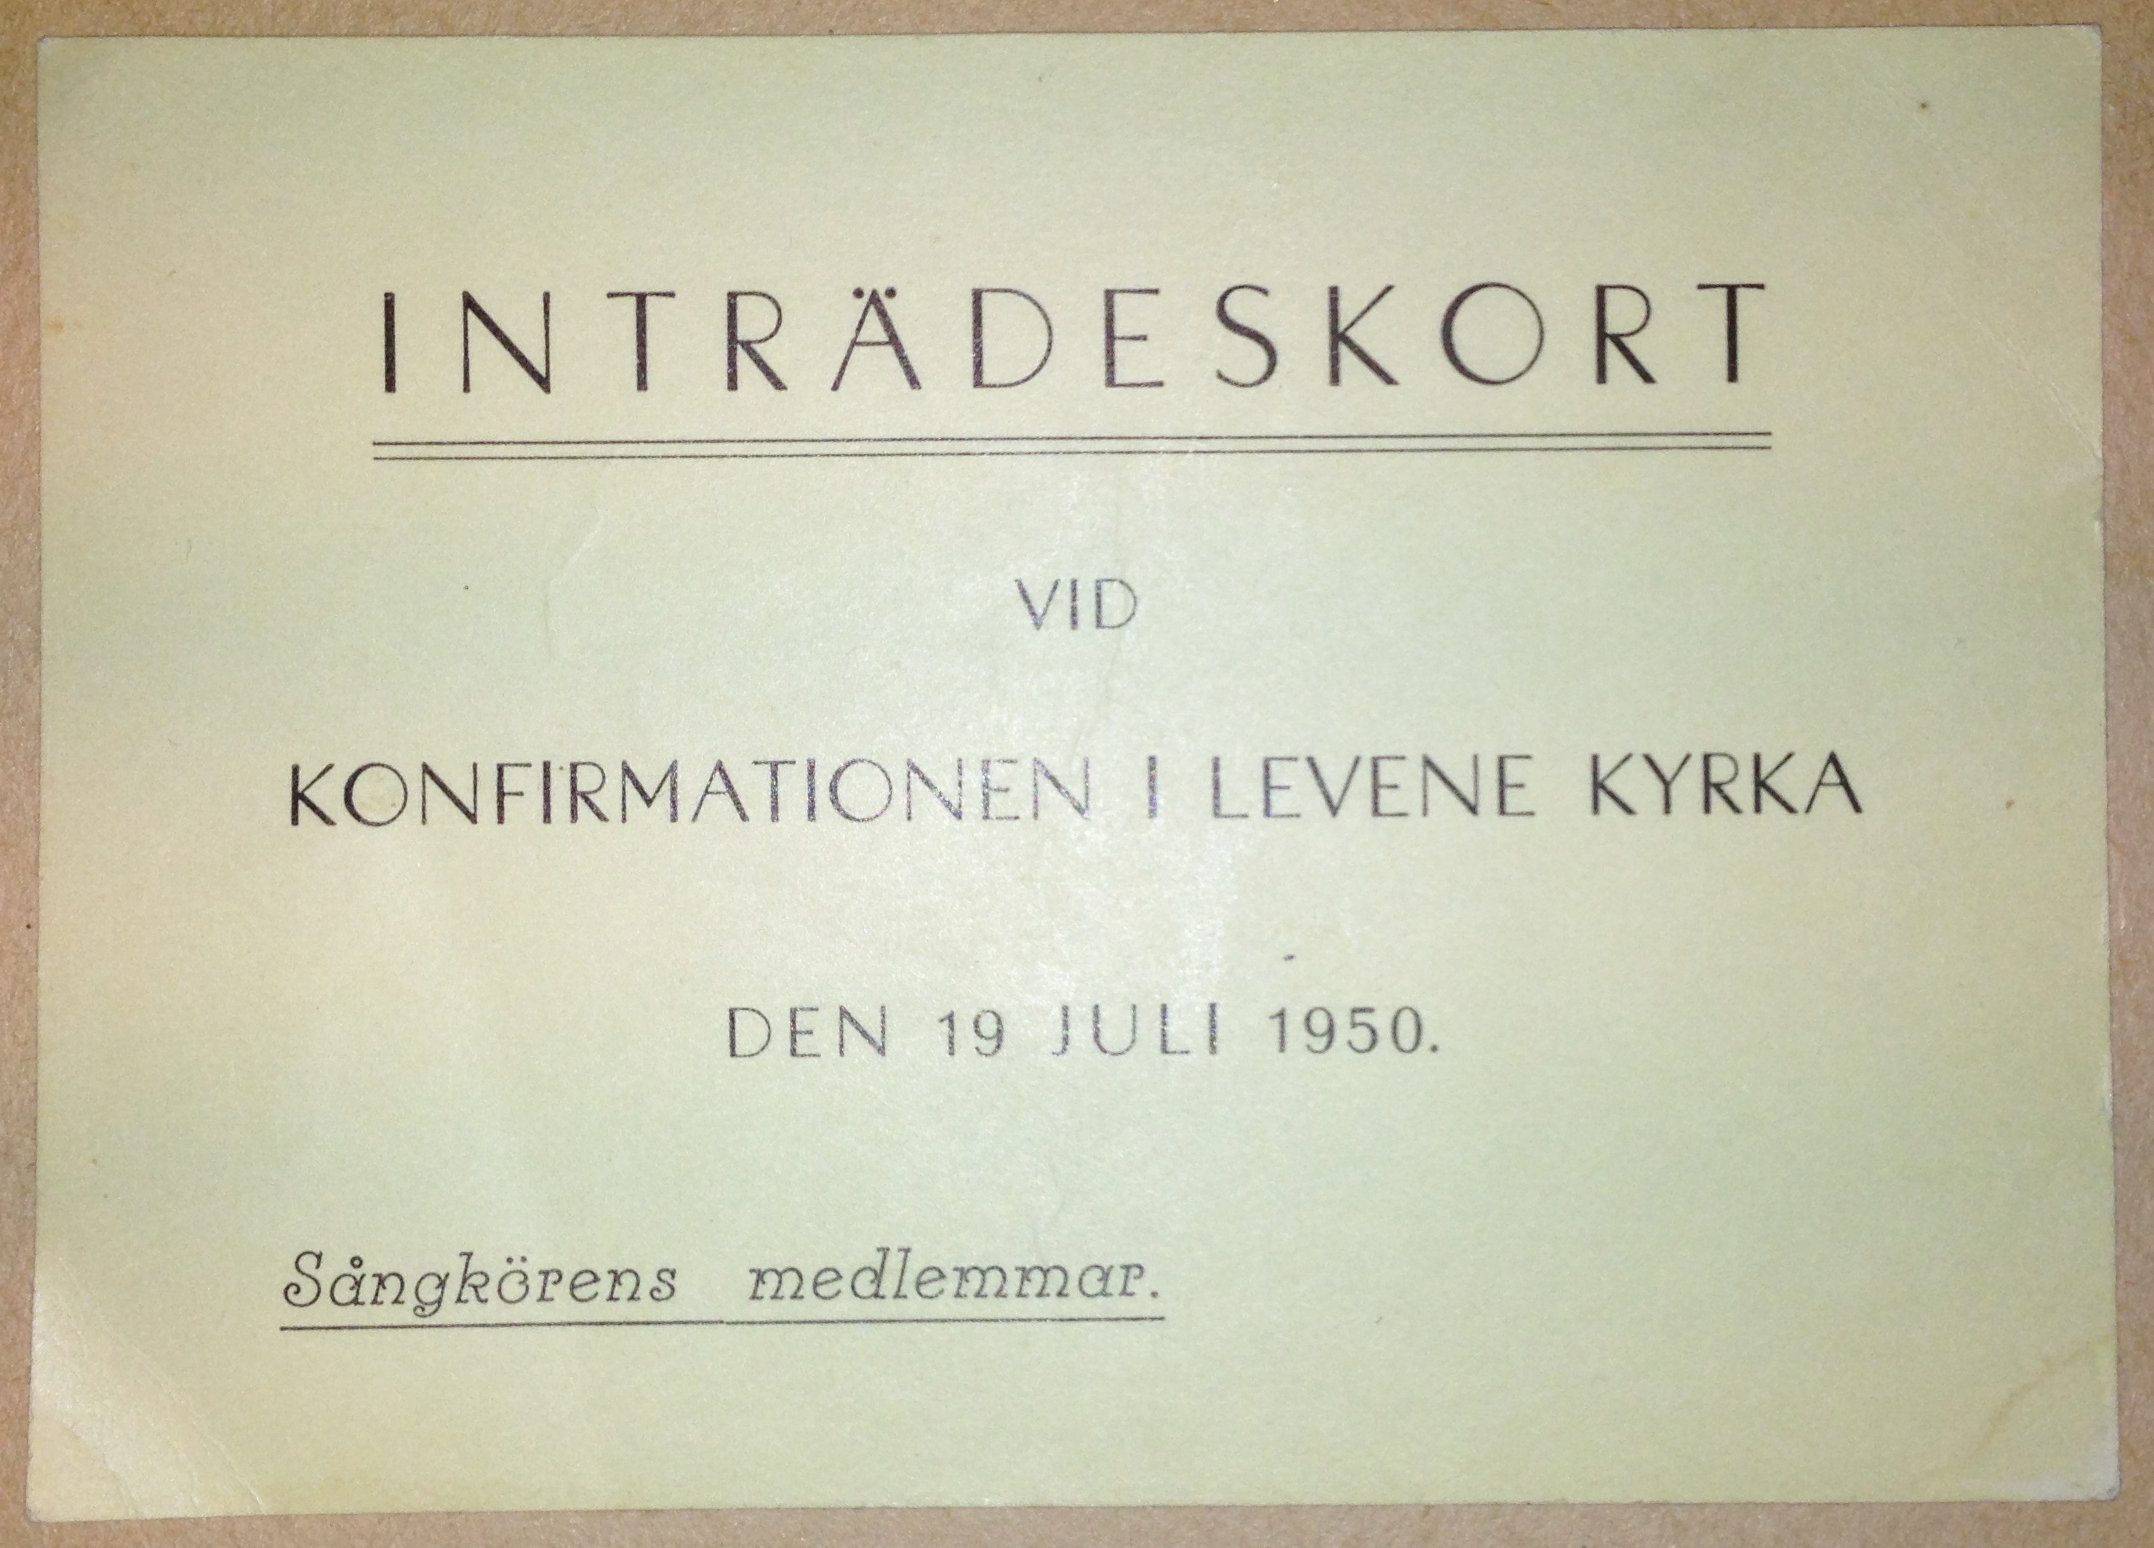 INTRÄDESKORT
VID
KONFIRMATIONEN I LEVENE KYRKA
DEN 19 JULI 1950.
Sångkörens medlemmar.